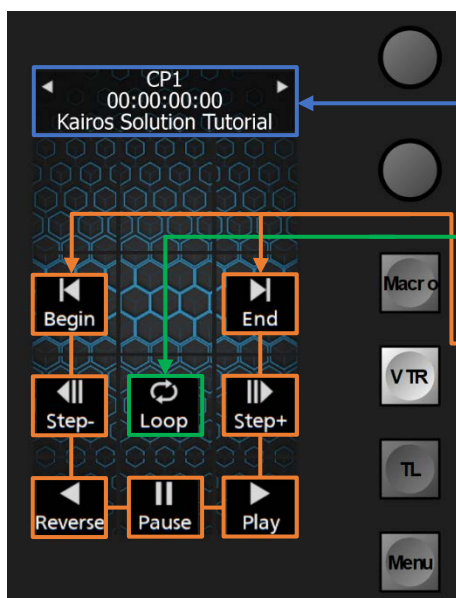 CP1
00:00:00:00
Kairos Solution Tutorial
Begin
End
Macro
Step-
Loop
Step+
VTR
TL
Reverse
Pause
Play
Menu